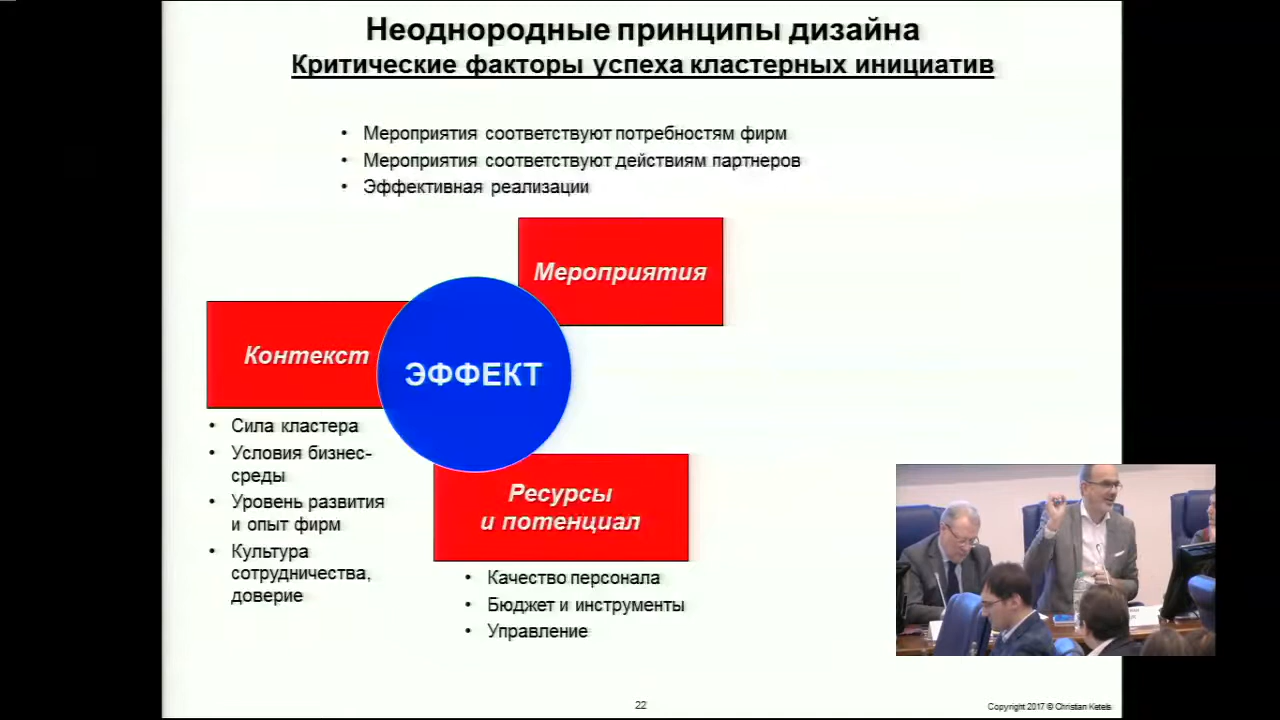 Неоднородные принципы дизайна
Критические факторы успеха кластерных инициатив
• Мероприятия соответствуют потребностям фирм
• Мероприятия соответствуют действиям партнеров
• Эффективная реализации
Мероприятия
Контекст
ЭФФЕКТ
• Сила кластера
• Условия бизнес-
среды
• Уровень развития
и опыт фирм
• Культура
сотрудничества,
доверие
Ресурсы
и потенциал
• Качество персонала
• Бюджет и инструменты
• Управление
22
Copyright 2017 © Christian Ketels